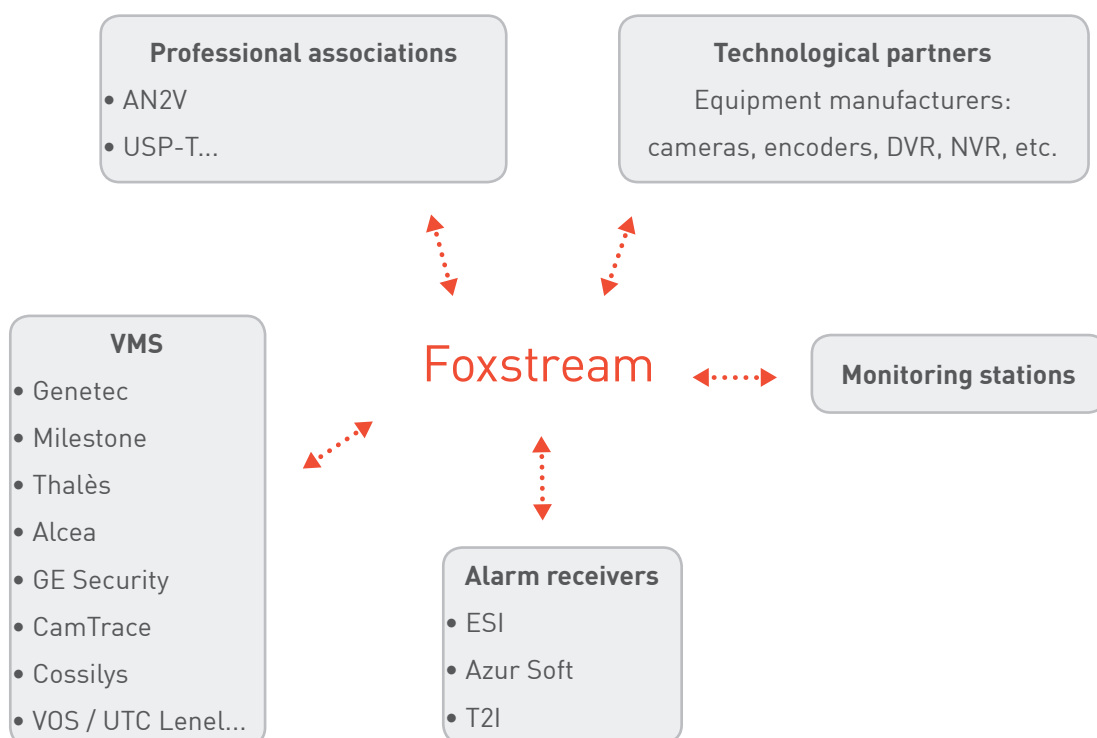 Professional associations
• AN2V
• USP-T...
Technological partners
Equipment manufacturers:
cameras, encoders, DVR, NVR, etc.
VMS
• Genetec
• Milestone
• Thalès
• Alcea
• GE Security
• CamTrace
• Cossilys
• VOS / UTC Lenel...
Foxstream
Monitoring stations
Alarm receivers
• ESI
• Azur Soft
• T2I